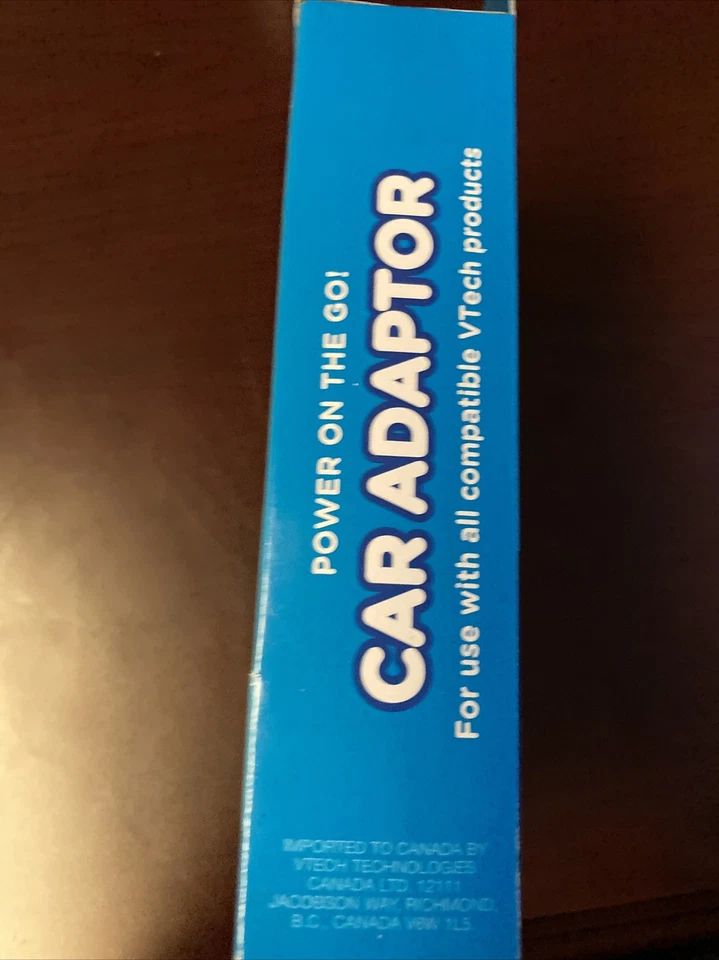 POWER ON THE GO!
CAR ADAPTOR
For use with all compatible VTech products
IMPORTED TO CANADA BY
VTECH TECHNOLOGIES
CANADA LTD. 12111
JACOBSON WAY, RICHMOND,
B.C., CANADA V6W 1L5.